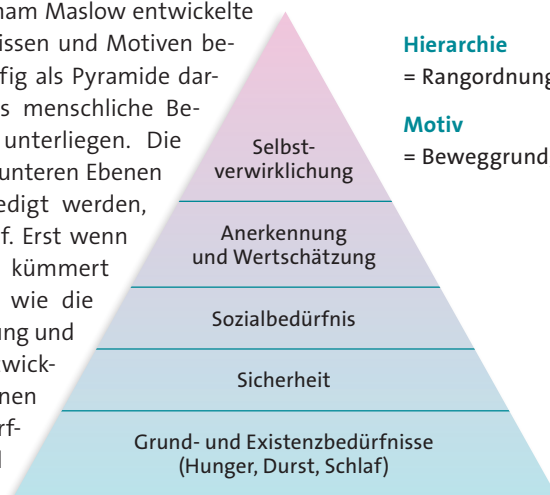 ham Maslow entwickelte
issen und Motiven be-
fig als Pyramide dar-
s menschliche Be-
unterliegen. Die
unteren Ebenen
edigt werden,
f. Erst wenn
kümmert
wie die
ung und
twick-
nen
rf-
Hierarchie
= Rangordnung
Motiv
= Beweggrund
Selbst-
verwirklichung
Anerkennung
und Wertschätzung
Sozialbedürfnis
Sicherheit
Grund- und Existenzbedürfnisse
(Hunger, Durst, Schlaf)